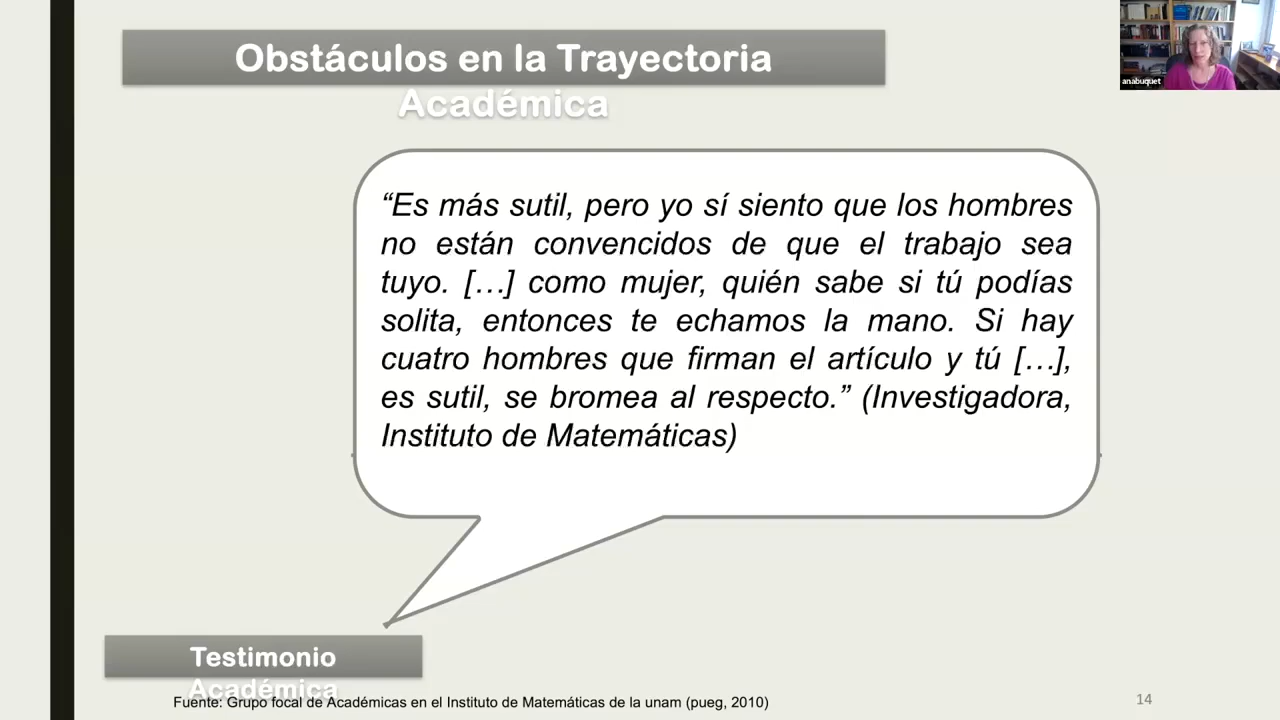 Obstáculos en la Trayectoria
Académica
anabuquet
“Es más sutil, pero yo sí siento que los hombres
no están convencidos de que el trabajo sea
tuyo. […] como mujer, quién sabe si tú podías
solita, entonces te echamos la mano. Si hay
cuatro hombres que firman el artículo y tú […],
es sutil, se bromea al respecto.” (Investigadora,
Instituto de Matemáticas)
Testimonio
Académica
Fuente: Grupo focal de Académicas en el Instituto de Matemáticas de la unam (pueg, 2010)
14